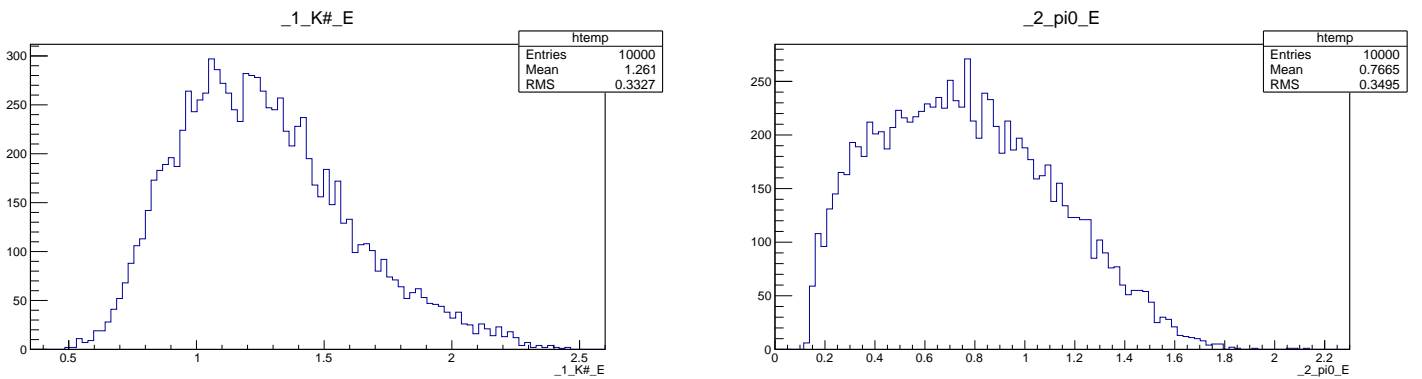 _1_K#_E
htemp
Entries 10000
Mean 1.261
RMS 0.3327
300
250
200
150
100
50
0
0.5 1 1.5 2 2.5
_1_K#_E
_2_pi0_E
htemp
Entries 10000
Mean 0.7665
RMS 0.3495
250
200
150
100
50
0
0 0.2 0.4 0.6 0.8 1 1.2 1.4 1.6 1.8 2 2.2
_2_pi0_E